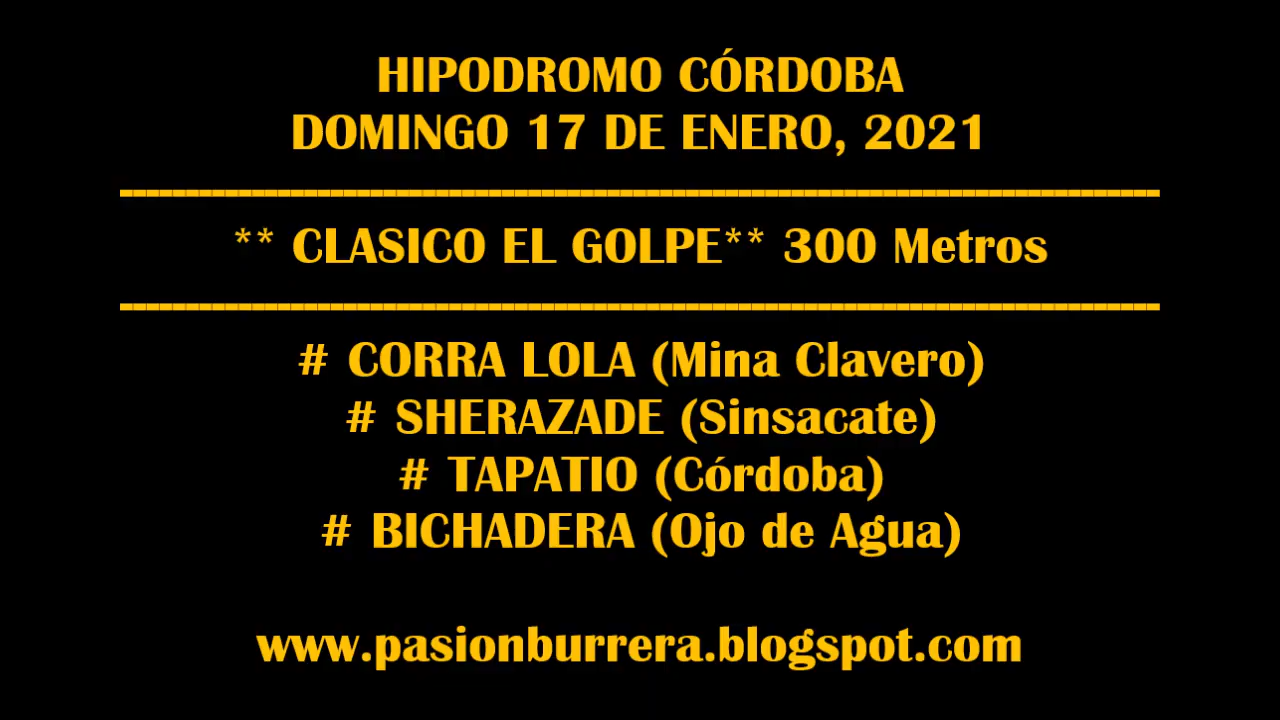 HIPODROMO CÓRDOBA
DOMINGO 17 DE ENERO, 2021
--------------------------------------------------------------------------------
** CLASICO EL GOLPE** 300 Metros
--------------------------------------------------------------------------------
# CORRA LOLA (Mina Clavero)
# SHERAZADE (Sinsacate)
# TAPATIO (Córdoba)
# BICHADERA (Ojo de Agua)
www.pasionburrera.blogspot.com